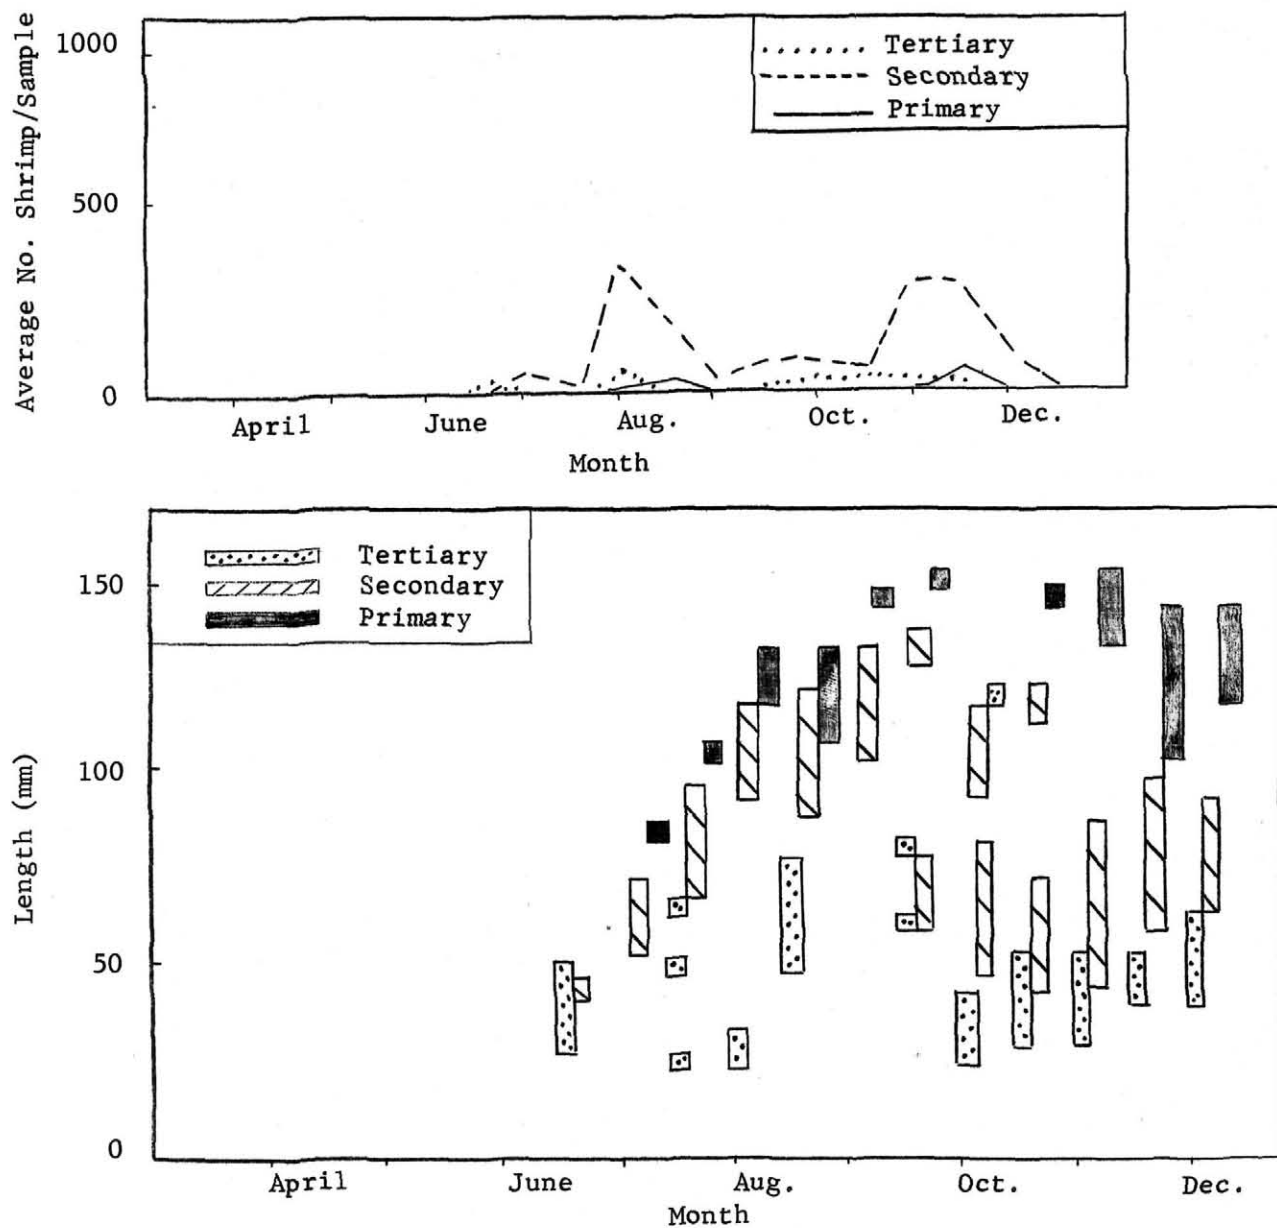 Average No. Shrimp/Sample
1000
500
0
Tertiary
Secondary
Primary
April
June
Aug.
Oct.
Dec.
Month
Length (mm)
150
100
50
0
Tertiary
Secondary
Primary
April
June
Aug.
Oct.
Dec.
Month